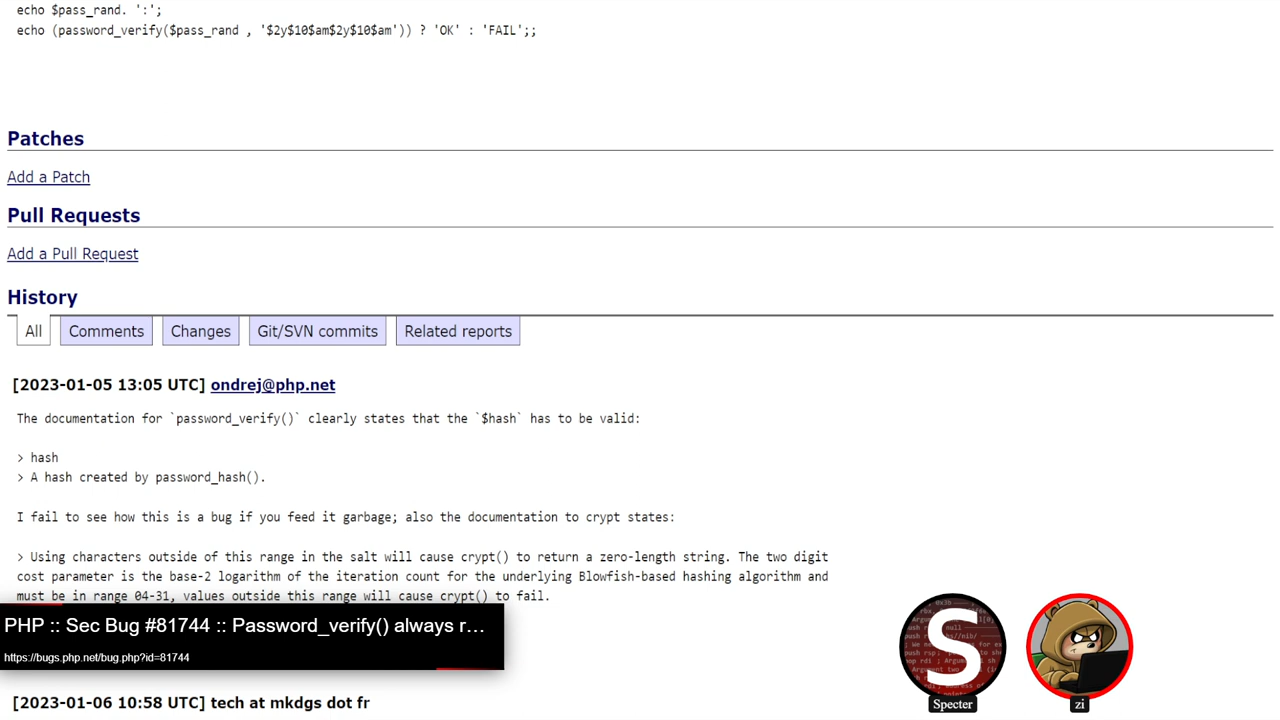 echo $pass_rand. ':';
echo (password_verify($pass_rand , '$2y$10$am$2y$10$am')) ? 'OK' : 'FAIL';;
Patches
Add a Patch
Pull Requests
Add a Pull Request
History
All Comments Changes Git/SVN commits Related reports
[2023-01-05 13:05 UTC] ondrej@php.net
The documentation for `password_verify()` clearly states that the `$hash` has to be valid:
> hash
> A hash created by password_hash().
I fail to see how this is a bug if you feed it garbage; also the documentation to crypt states:
> Using characters outside of this range in the salt will cause crypt() to return a zero-length string. The two digit
cost parameter is the base-2 logarithm of the iteration count for the underlying Blowfish-based hashing algorithm and
must be in range 04-31, values outside this range will cause crypt() to fail.
PHP :: Sec Bug #81744 :: Password_verify() always r...
https://bugs.php.net/bug.php?id=81744
[2023-01-06 10:58 UTC] tech at mkdgs dot fr
S
Specter
zi